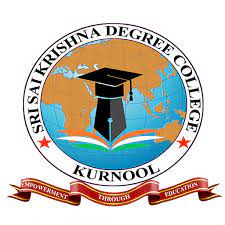 SRI SAI KRISHNA DEGREE COLLEGE
KURNOOL
EMPOWERMENT THROUGH EDUCATION